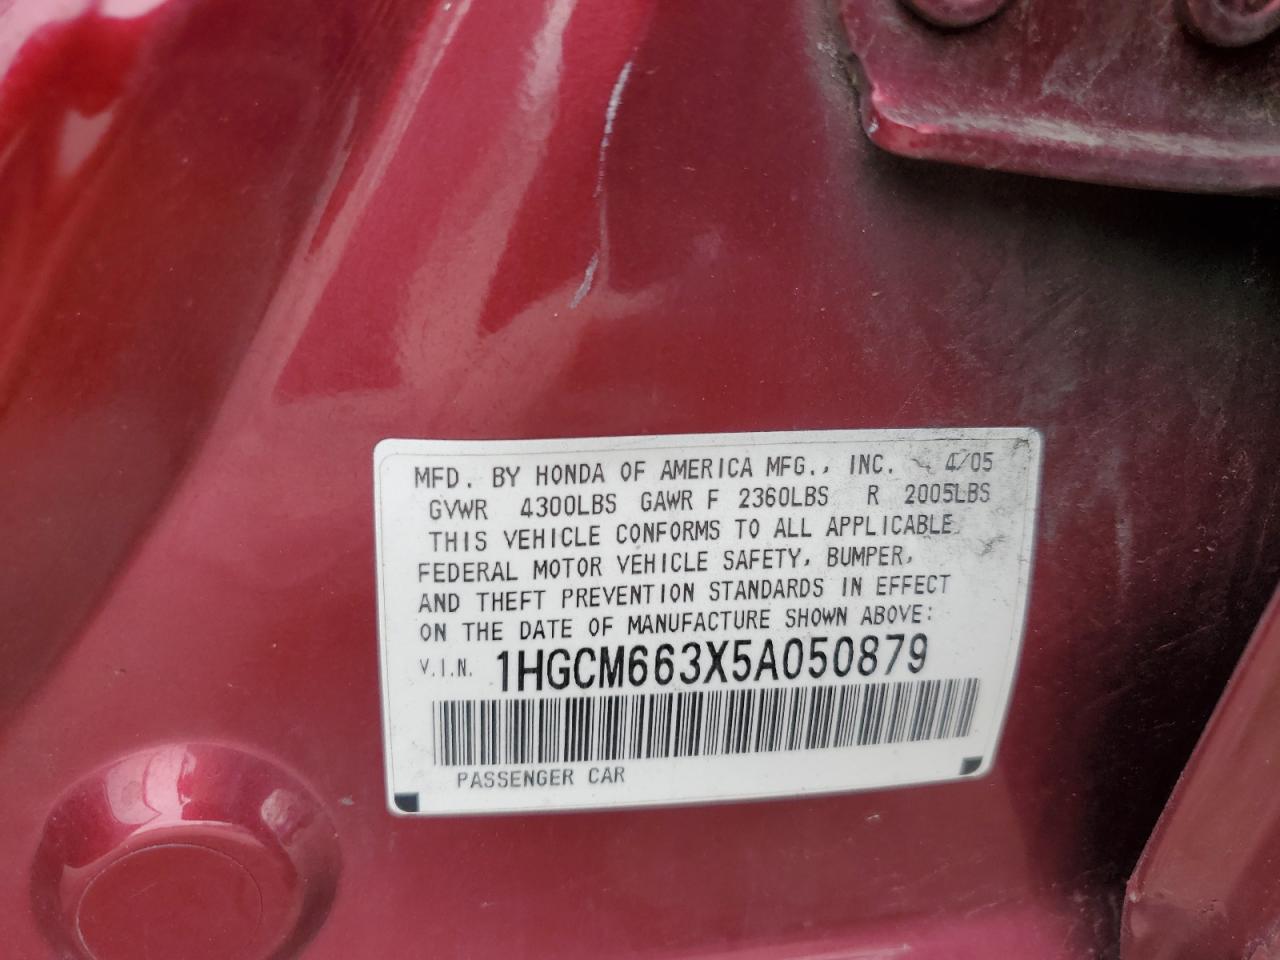 MFD. BY HONDA OF AMERICA MFG., INC. 4/05
GVWR 4300LBS GAWR F 2360LBS R 2005LBS
THIS VEHICLE CONFORMS TO ALL APPLICABLE
FEDERAL MOTOR VEHICLE SAFETY, BUMPER,
AND THEFT PREVENTION STANDARDS IN EFFECT
ON THE DATE OF MANUFACTURE SHOWN ABOVE:
V.I.N. 1HGCM663X5A050879
PASSENGER CAR